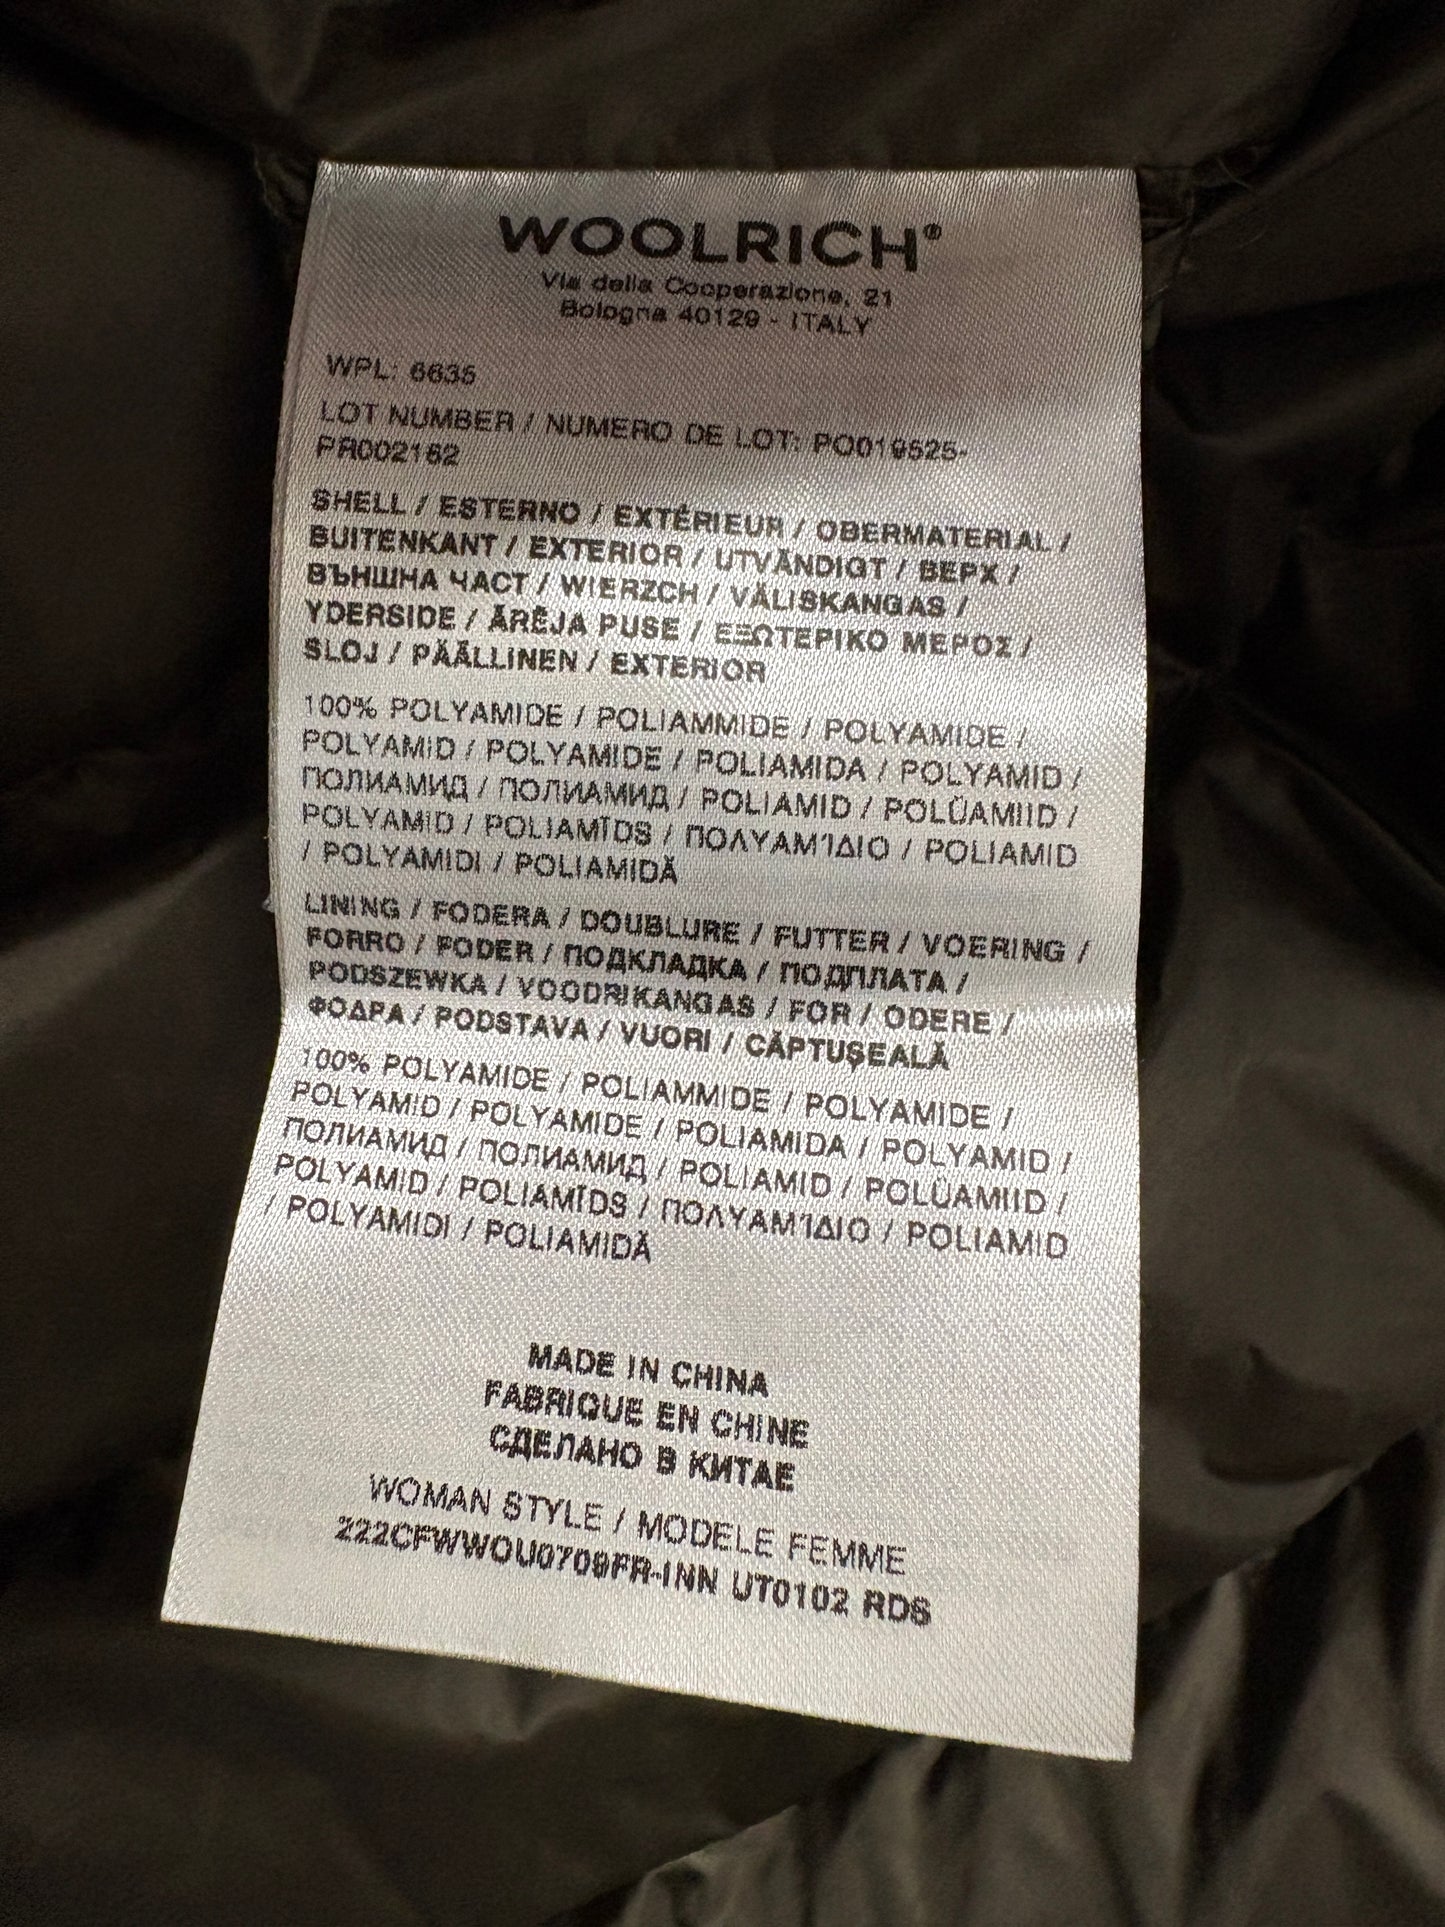 WOOLRICH®
Via della Cooperazione, 21
Bologna 40129 - ITALY
WPL: 6635
LOT NUMBER / NUMERO DE LOT: PO019525-
PR002162
SHELL / ESTERNO / EXTÉRIEUR / OBERMATERIAL /
BUITENKANT / EXTERIOR / UTVÄNDIGT / ВЕРХ /
ВЪНШНА ЧАСТ / WIERZCH / VÄLISKANGAS /
YDERSIDE / ĀRĒJA PUSE / ΕΞΩΤΕΡΙΚΟ ΜΕΡΟΣ /
SLOJ / PÄÄLLINEN / EXTERIOR
100% POLYAMIDE / POLIAMMIDE / POLYAMIDE /
POLYAMID / POLYAMIDE / POLIAMIDA / POLYAMID /
ПОЛИАМИД / ПОЛИАМИД / POLIAMID / POLÜAMIID /
POLYAMID / POLIAMĪDS / ΠΟΛΥΑΜΊΔΙΟ / POLIAMID
/ POLYAMIDI / POLIAMIDĂ
LINING / FODERA / DOUBLURE / FUTTER / VOERING /
FORRO / FODER / ПОДКЛАДКА / ПОДПЛАТА /
PODSZEWKA / VOODRIKANGAS / FOR / ODERE /
ΦΟΔΡΑ / PODSTAVA / VUORI / CĂPTUȘEALĂ
100% POLYAMIDE / POLIAMMIDE / POLYAMIDE /
POLYAMID / POLYAMIDE / POLIAMIDA / POLYAMID /
ПОЛИАМИД / ПОЛИАМИД / POLIAMID / POLÜAMIID /
POLYAMID / POLIAMĪDS / ΠΟΛΥΑΜΊΔΙΟ / POLIAMID
/ POLYAMIDI / POLIAMIDĂ
MADE IN CHINA
FABRIQUE EN CHINE
СДЕЛАНО В КИТАЕ
WOMAN STYLE / MODELE FEMME
222CFWWOU0709FR-INN UT0102 RDS